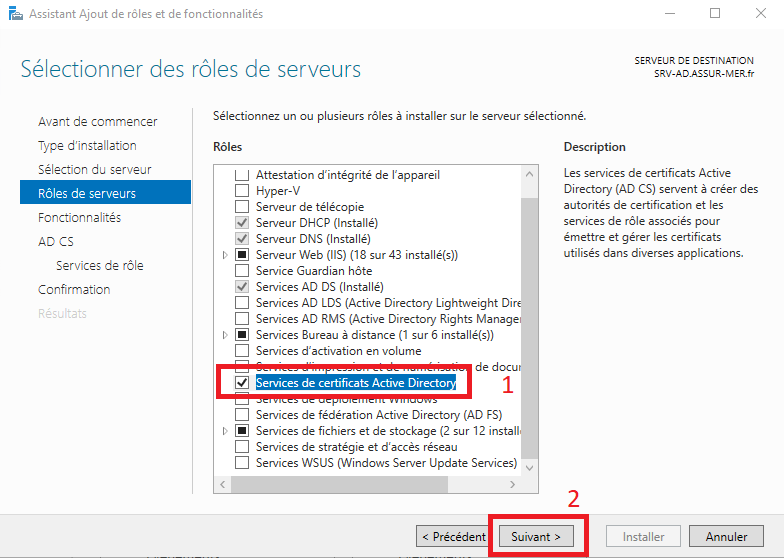 Assistant Ajout de rôles et de fonctionnalités
Sélectionner des rôles de serveurs
SERVEUR DE DESTINATION
SRV-AD.ASSUR-MER.fr
Avant de commencer
Type d'installation
Sélection du serveur
Rôles de serveurs
Fonctionnalités
AD CS
Services de rôle
Confirmation
Résultats
Sélectionnez un ou plusieurs rôles à installer sur le serveur sélectionné.
Rôles
Attestation d'intégrité de l'appareil
Hyper-V
Serveur de télécopie
Serveur DHCP (Installé)
Serveur DNS (Installé)
Serveur Web (IIS) (18 sur 43 installé(s))
Service Guardian hôte
Services AD DS (Installé)
Services AD LDS (Active Directory Lightweight Dire
Services AD RMS (Active Directory Rights Manager
Services Bureau à distance (1 sur 6 installé(s))
Services d'activation en volume
Services d'impression et de numérisation de docu
Services de certificats Active Directory
1
Services de déploiement Windows
Services de fédération Active Directory (AD FS)
Services de fichiers et de stockage (2 sur 12 install
Services de stratégie et d'accès réseau
Services WSUS (Windows Server Update Services)
Description
Les services de certificats Active
Directory (AD CS) servent à créer des
autorités de certification et les
services de rôle associés pour
émettre et gérer les certificats
utilisés dans diverses applications.
2
< Précédent
Suivant >
Installer
Annuler